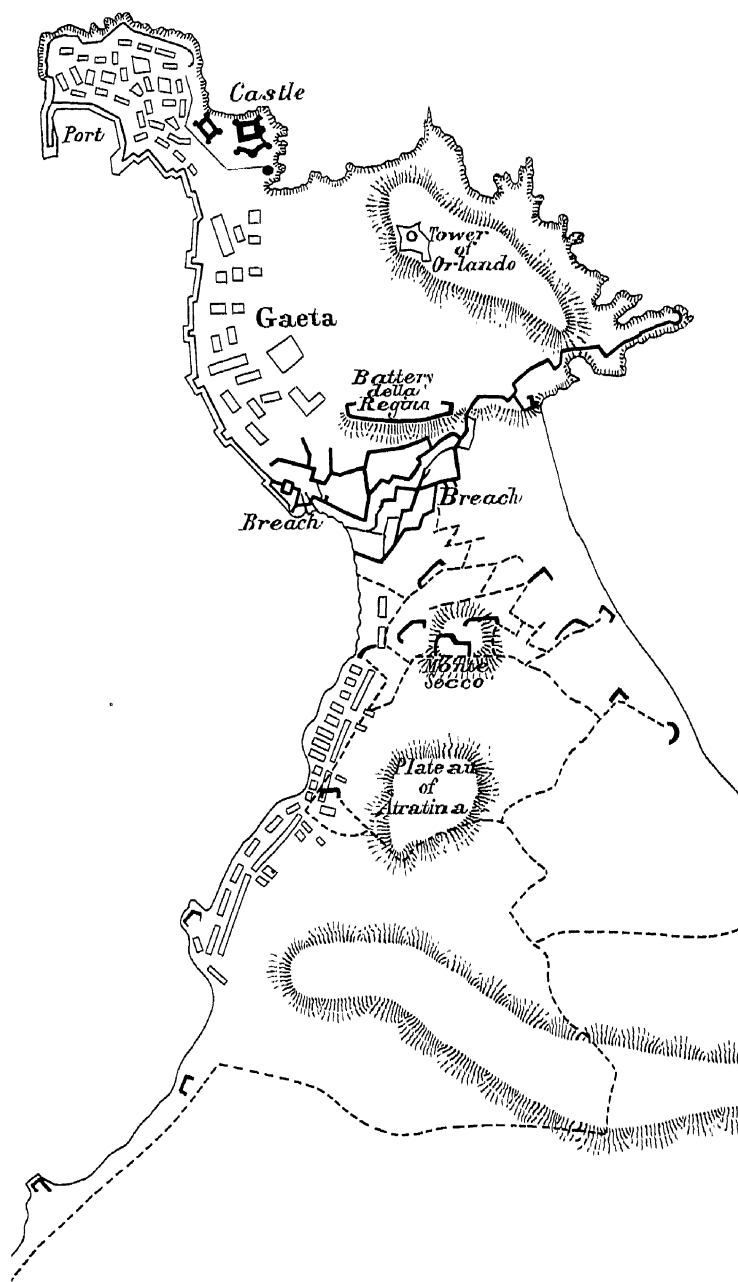 Castle
Port
Tower
of
Orlando
Gaeta
Battery
della
Regina
Breach
Breach
Monte
Secco
Plateau
of
Atratina